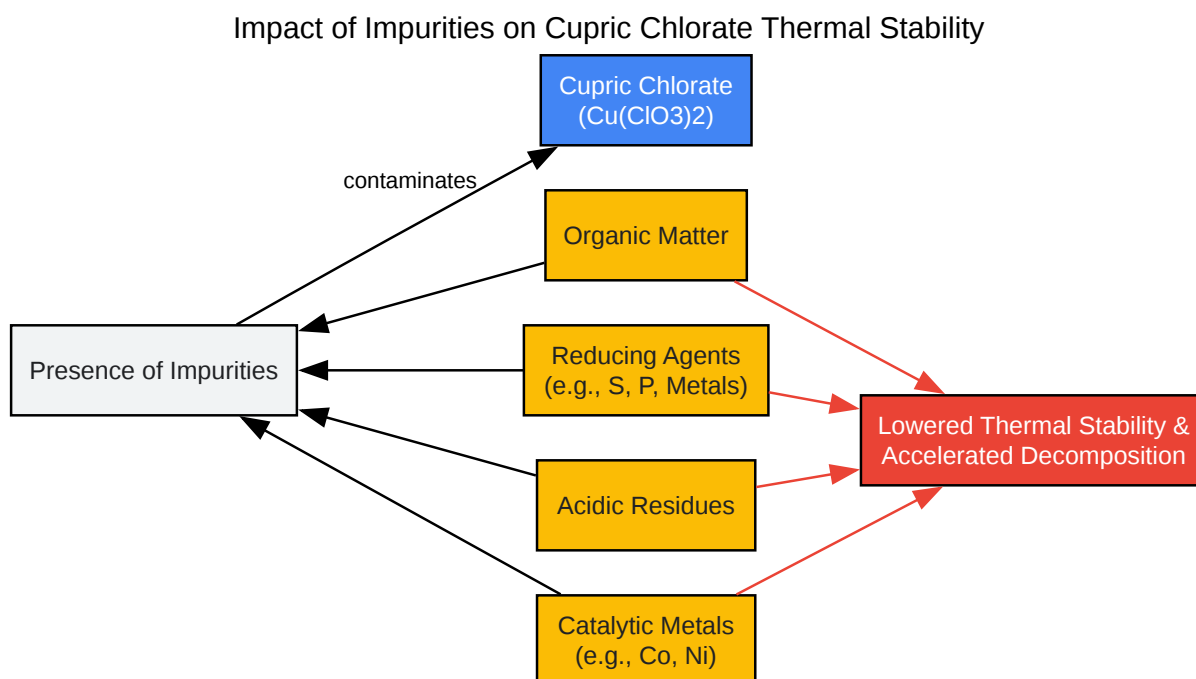 Impact of Impurities on Cupric Chlorate Thermal Stability
Cupric Chlorate
(Cu(ClO3)2)
contaminates
Organic Matter
Presence of Impurities
Reducing Agents
(e.g., S, P, Metals)
Lowered Thermal Stability &
Accelerated Decomposition
Acidic Residues
Catalytic Metals
(e.g., Co, Ni)